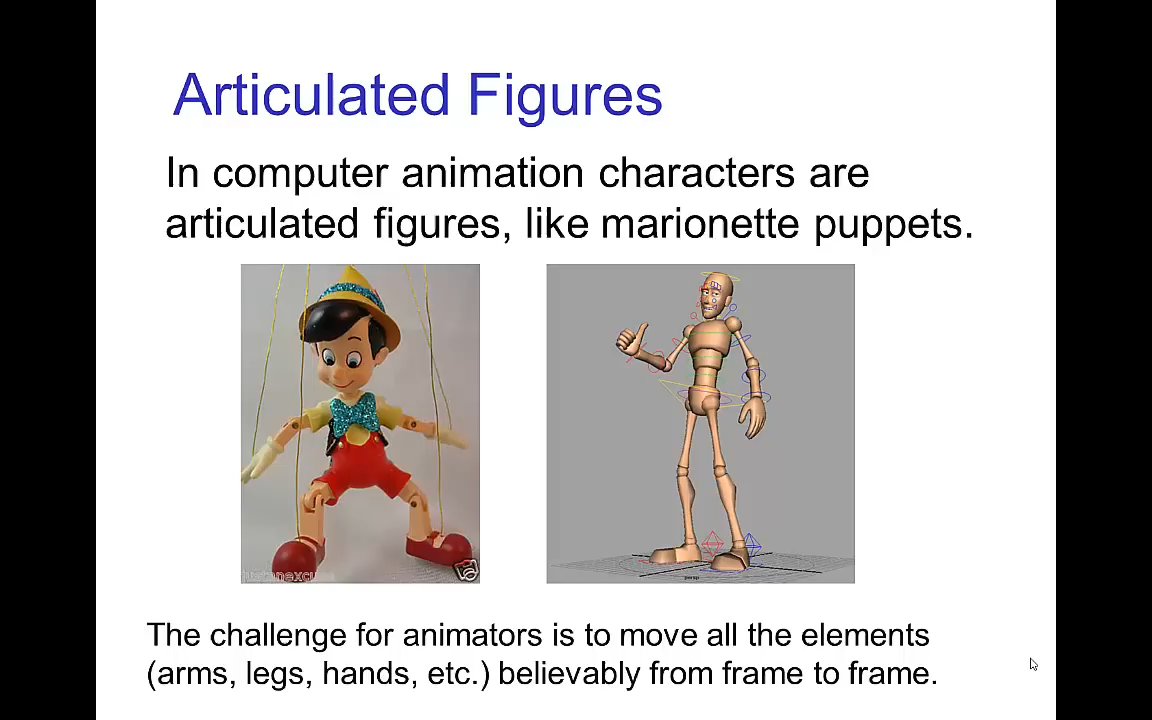 Articulated Figures
In computer animation characters are
articulated figures, like marionette puppets.
persp
The challenge for animators is to move all the elements
(arms, legs, hands, etc.) believably from frame to frame.